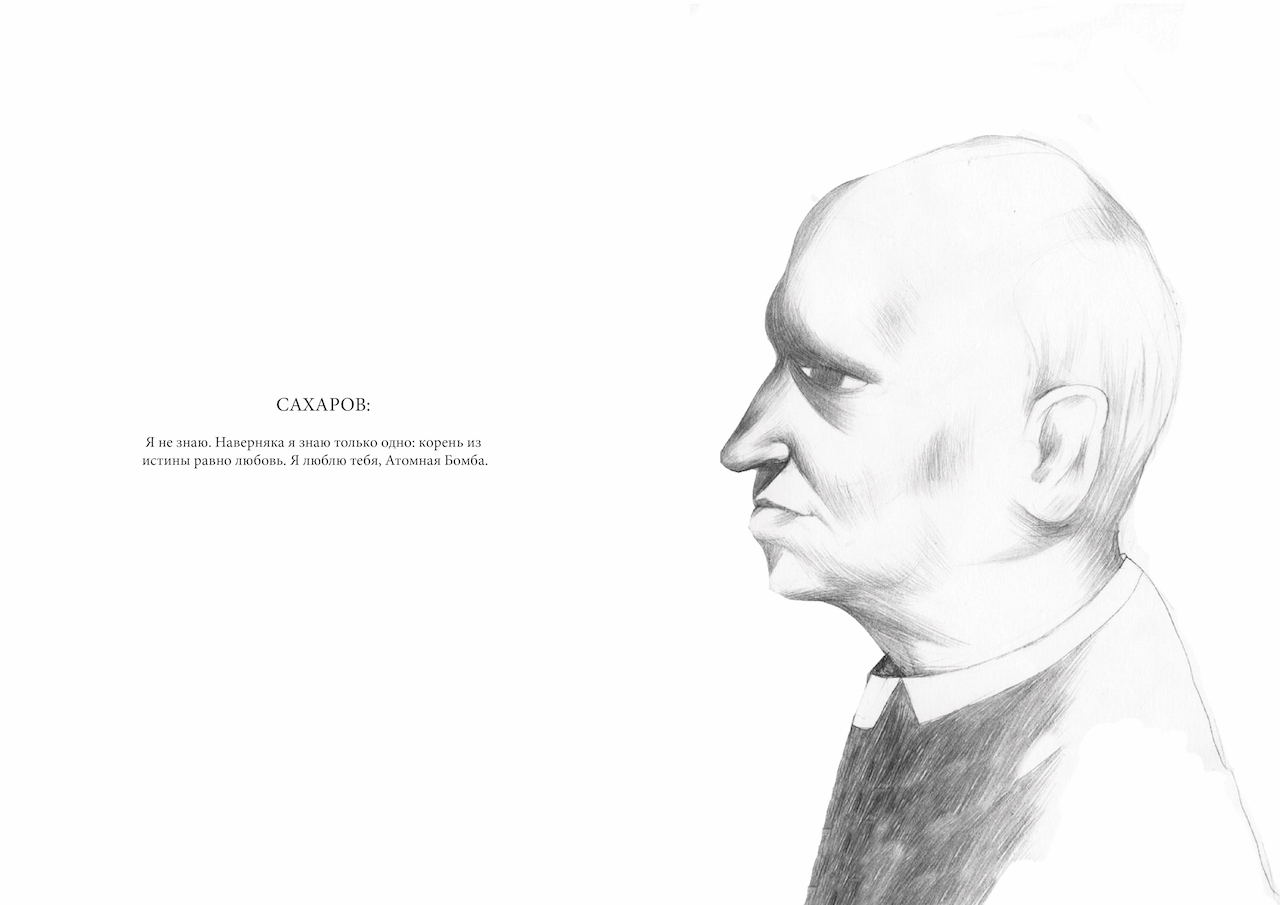 САХАРОВ:
Я не знаю. Наверняка я знаю только одно: корень из
истины равно любовь. Я люблю тебя, Атомная Бомба.